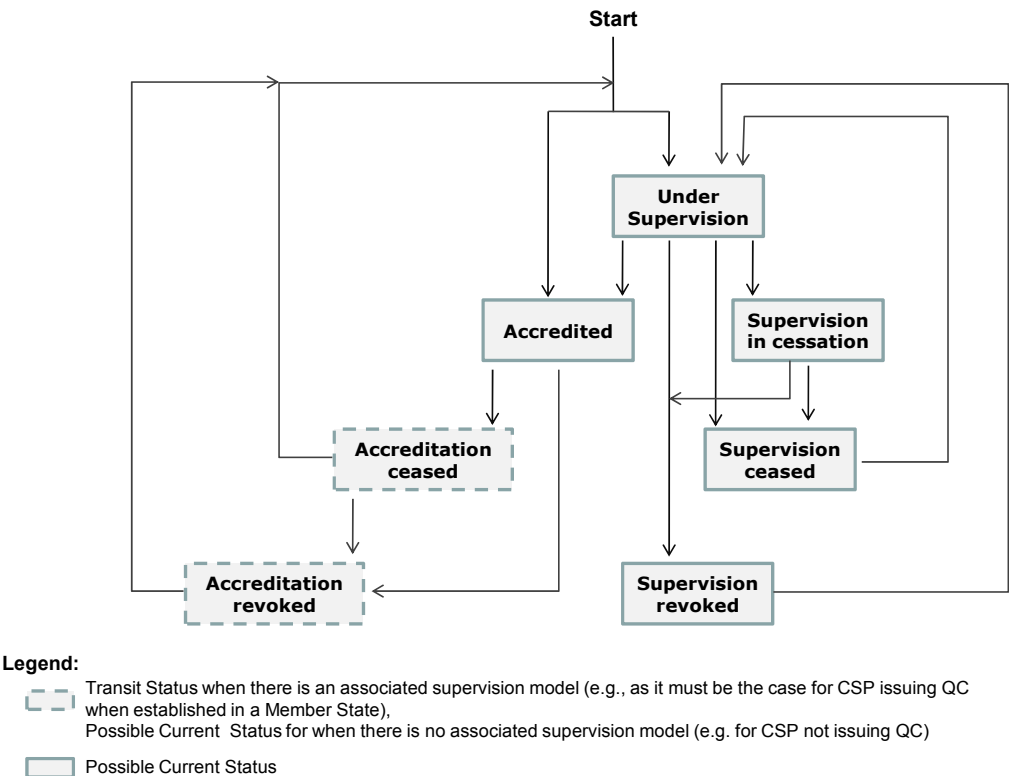 Start
Under
Supervision
Accredited
Supervision
in cessation
Accreditation
ceased
Supervision
ceased
Accreditation
revoked
Supervision
revoked
Legend:
Transit Status when there is an associated supervision model (e.g., as it must be the case for CSP issuing QC
when established in a Member State),
Possible Current Status for when there is no associated supervision model (e.g. for CSP not issuing QC)
Possible Current Status